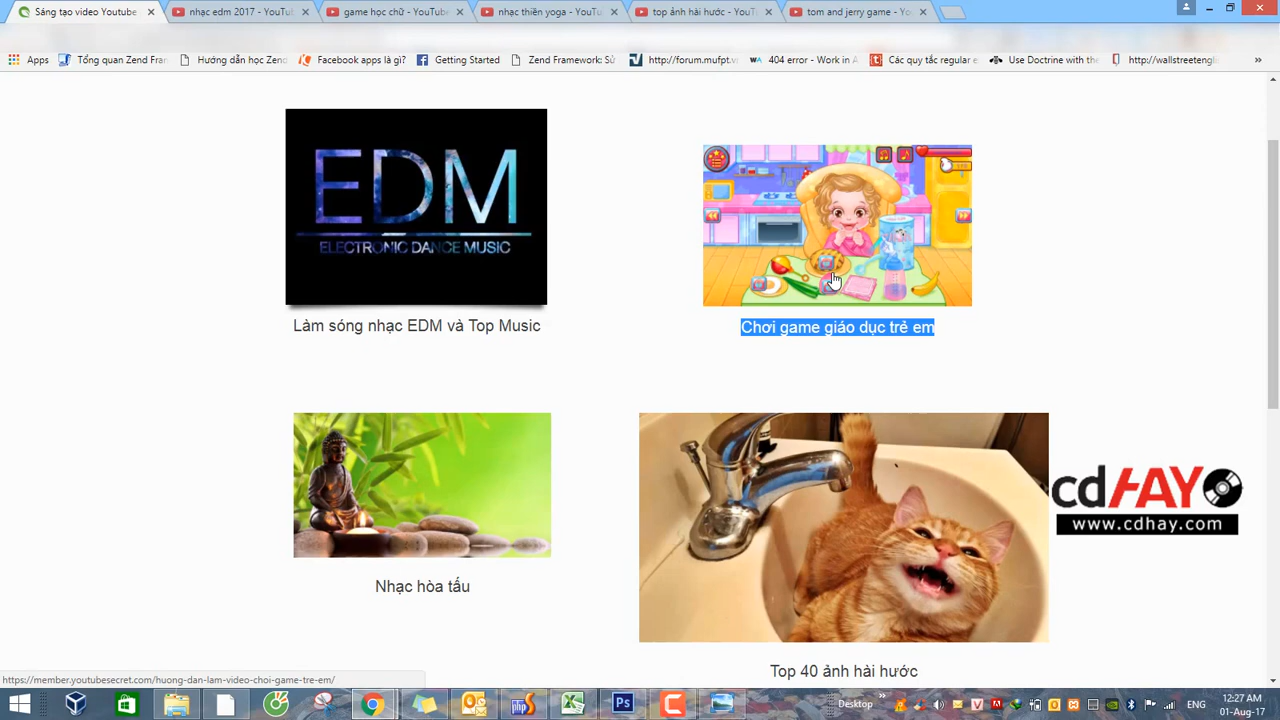 Sáng tạo video Youtube
nhạc edm 2017 - YouTub
game học chữ - YouTube
nhạc thiền yoga - YouTu
top ảnh hài hước - YouT
tom and jerry game - Yo
Apps
Tổng quan Zend Fra
Hướng dẫn học Zend
Facebook apps là gì?
Getting Started
Zend Framework: Sử
http://forum.mufpt.v
404 error - Work in A
Các quy tắc regular e
Use Doctrine with the
http://wallstreetengla
»
EDM
ELECTRONIC DANCE MUSIC
Làm sóng nhạc EDM và Top Music
Chơi game giáo dục trẻ em
cdHAY
www.cdhay.com
Nhạc hòa tấu
Top 40 ảnh hài hước
https://member.youtubesecret.com/huong-dan-lam-video-choi-game-tre-em/
php
Ps
Desktop
»
ENG
12:27 AM
01-Aug-17